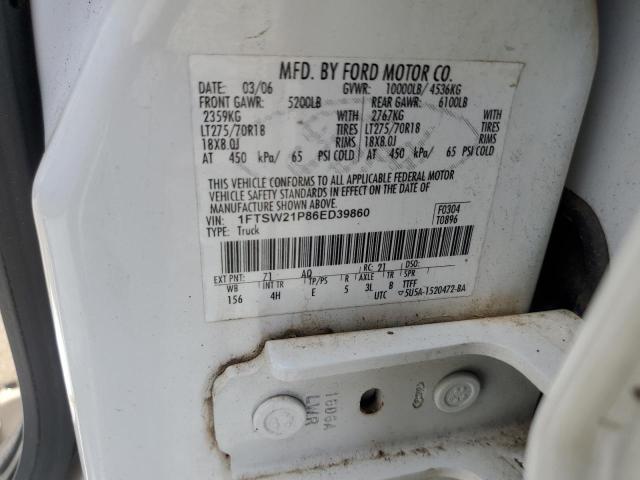 MFD. BY FORD MOTOR CO.
DATE: 03/06 GVWR: 10000LB/ 4536KG
FRONT GAWR: 5200LB REAR GAWR: 6100LB
2359KG WITH 2767KG WITH
LT275/70R18 TIRES LT275/70R18 TIRES
18X8.0J RIMS 18X8.0J RIMS
AT 450 kPa/ 65 PSI COLD AT 450 kPa/ 65 PSI COLD
THIS VEHICLE CONFORMS TO ALL APPLICABLE FEDERAL MOTOR
VEHICLE SAFETY STANDARDS IN EFFECT ON THE DATE OF
MANUFACTURE SHOWN ABOVE.
VIN: 1FTSW21P86ED39860 F0304
TYPE: Truck T0896
EXT PNT: Z1 AQ RC: 21 DSO:
WB INT TR TP/PS R AXLE TR SPR
156 4H E 5 3L B TTFF
UTC 5U5A-1520472-BA
1606A
LWR